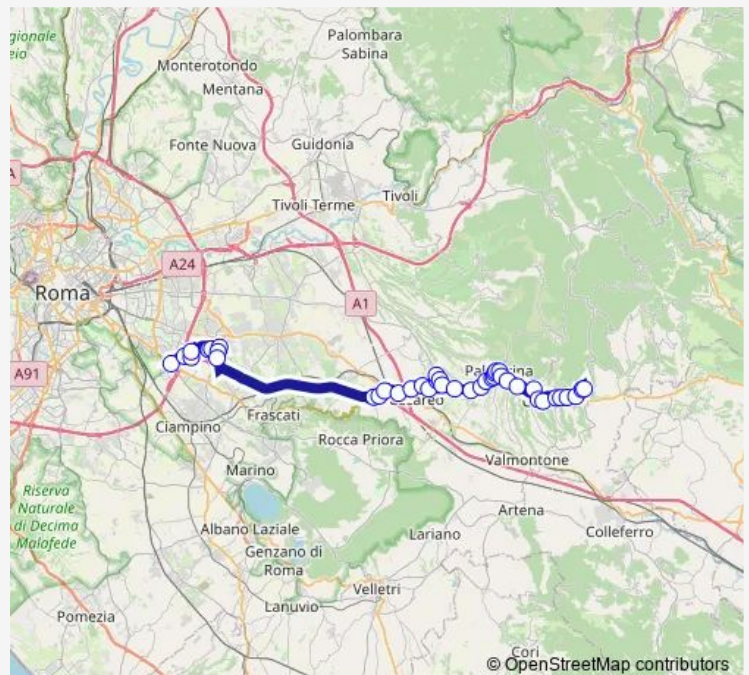 egionale
eio
Palombara
Sabina
Monterotondo
Mentana
Fonte Nuova
Guidonia
Tivoli
Tivoli Terme
A24
Roma
A1
A91
Ciampino
Frascati
Rocca Priora
Valmontone
Marino
Riserva
Naturale
di Decima
Malafede
Albano Laziale
Genzano di
Roma
Lariano
Artena
Colleferro
Lanuvio
Velletri
Pomezia
Cori
© OpenStreetMap contributors